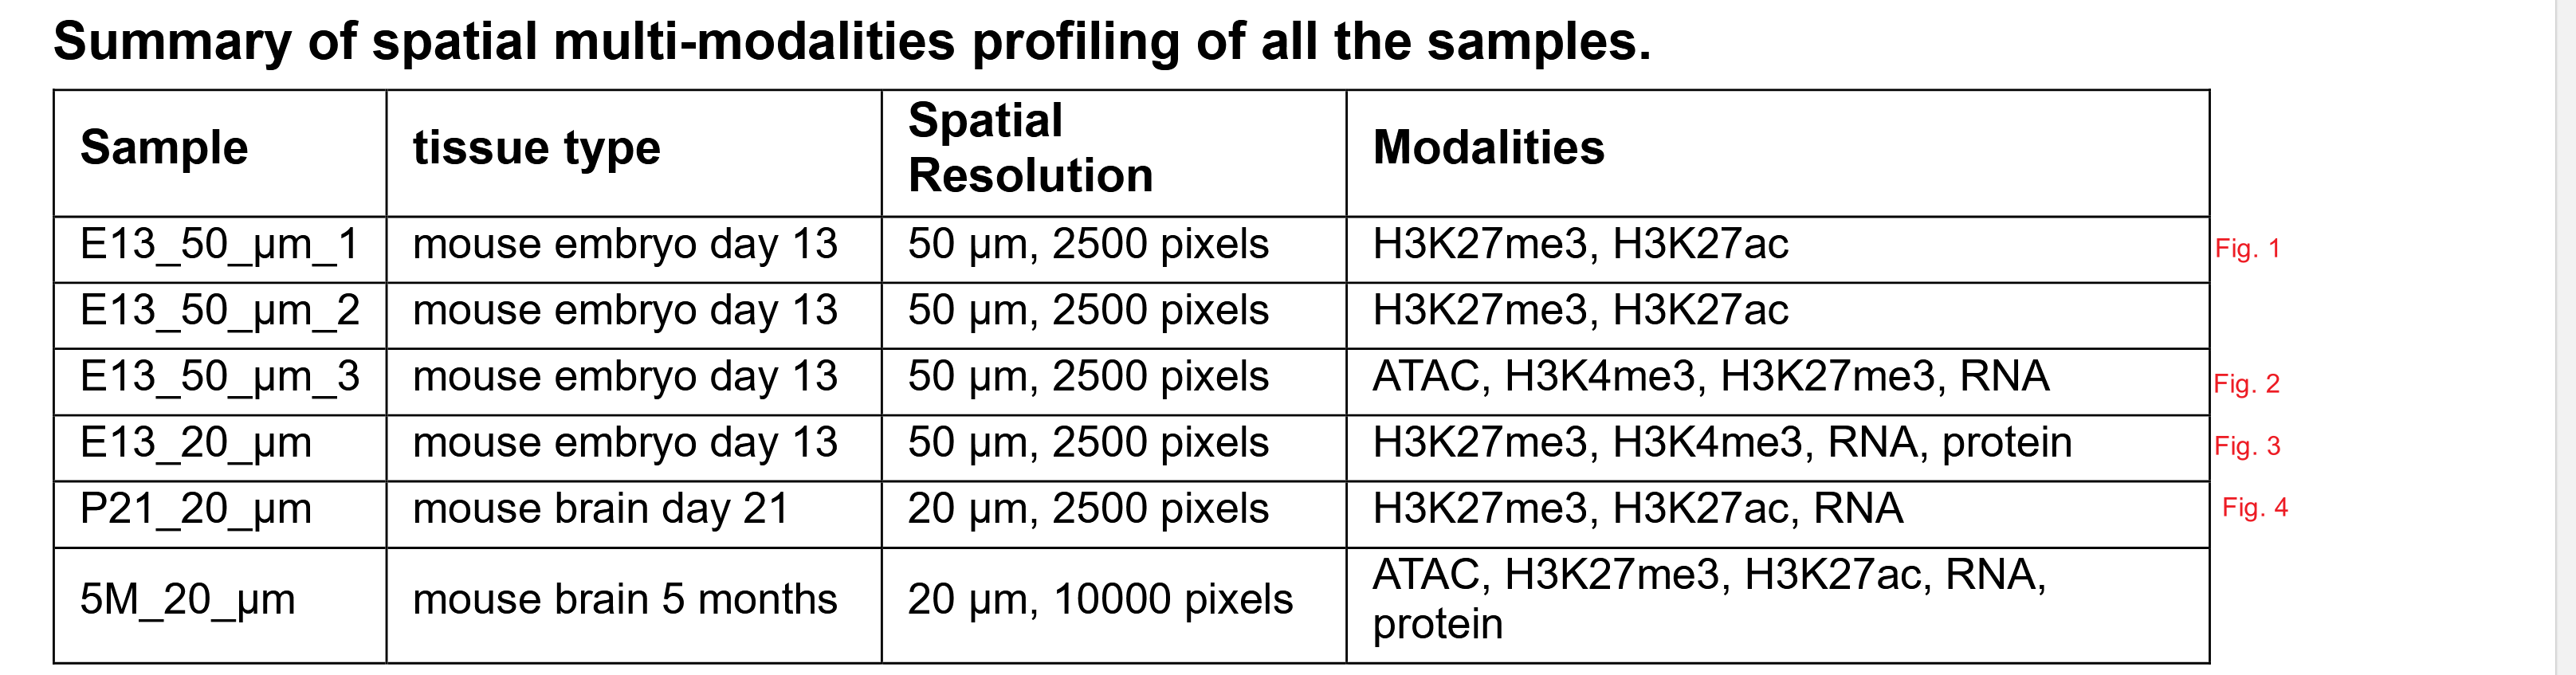 Summary of spatial multi-modalities profiling of all the samples.
Sample tissue type Spatial Resolution Modalities
E13_50_µm_1 mouse embryo day 13 50 µm, 2500 pixels H3K27me3, H3K27ac Fig. 1
E13_50_µm_2 mouse embryo day 13 50 µm, 2500 pixels H3K27me3, H3K27ac
E13_50_µm_3 mouse embryo day 13 50 µm, 2500 pixels ATAC, H3K4me3, H3K27me3, RNA Fig. 2
E13_20_µm mouse embryo day 13 50 µm, 2500 pixels H3K27me3, H3K4me3, RNA, protein Fig. 3
P21_20_µm mouse brain day 21 20 µm, 2500 pixels H3K27me3, H3K27ac, RNA Fig. 4
5M_20_µm mouse brain 5 months 20 µm, 10000 pixels ATAC, H3K27me3, H3K27ac, RNA,
protein